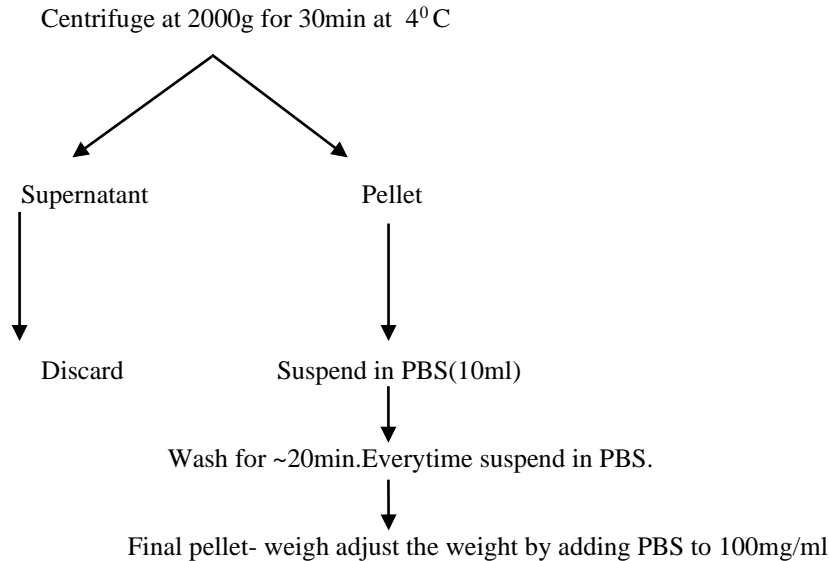 Centrifuge at 2000g for 30min at 4⁰ C
Supernatant Pellet
Discard Suspend in PBS(10ml)
Wash for ~20min.Everytime suspend in PBS.
Final pellet- weigh adjust the weight by adding PBS to 100mg/ml